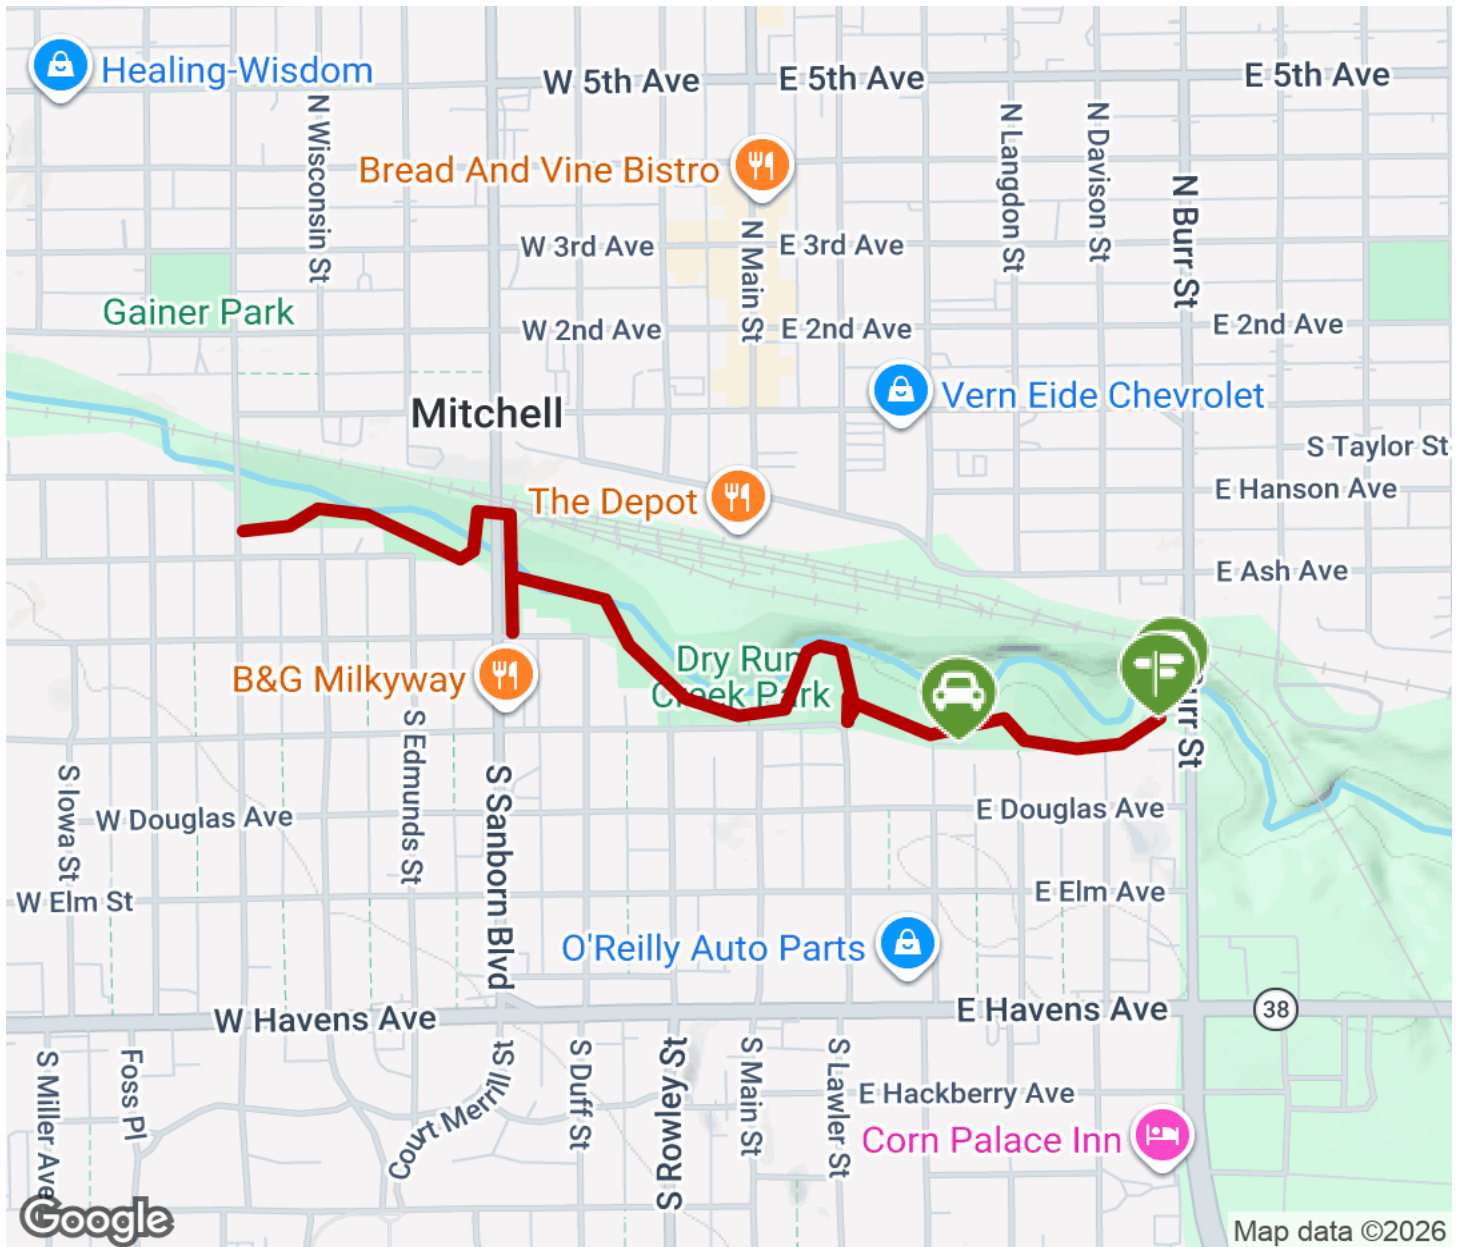 Healing-Wisdom
W 5th Ave
E 5th Ave
E 5th Ave
N Wisconsin St
N Langdon St
N Davison St
Bread And Vine Bistro
N Burr St
W 3rd Ave
N Main St
E 3rd Ave
Gainer Park
W 2nd Ave
E 2nd Ave
E 2nd Ave
Mitchell
Vern Eide Chevrolet
S Taylor St
The Depot
E Hanson Ave
E Ash Ave
Dry Run
Creek Park
B&G Milkyway
Burr St
S Iowa St
S Edmunds St
S Sanborn Blvd
W Douglas Ave
E Douglas Ave
W Elm St
E Elm Ave
O'Reilly Auto Parts
W Havens Ave
E Havens Ave
38
S Miller Ave
Foss Pl
Court Merrill St
S Duff St
S Rowley St
S Main St
S Lawler St
E Hackberry Ave
Corn Palace Inn
Google
Map data ©2026